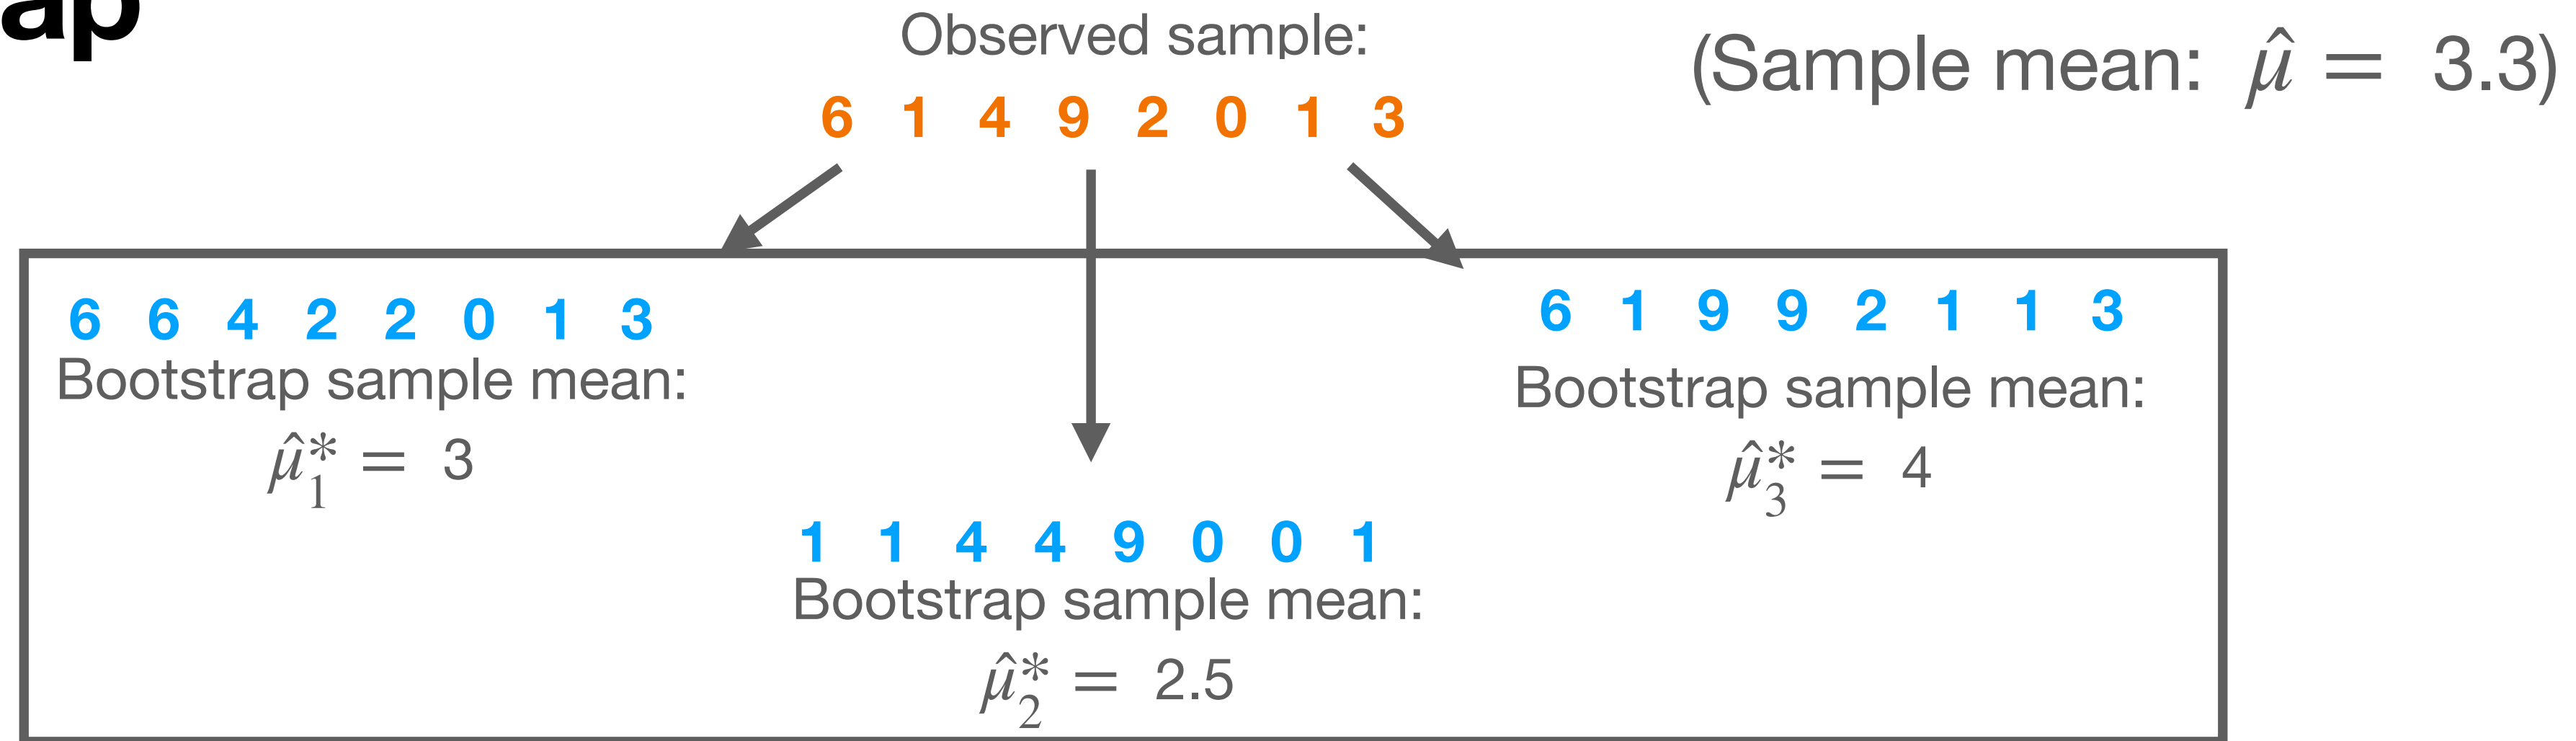 ap
Observed sample:
(Sample mean: μ̂ = 3.3)
6 1 4 9 2 0 1 3
6 6 4 2 2 0 1 3
Bootstrap sample mean:
μ̂*₁ = 3
6 1 9 9 2 1 1 3
Bootstrap sample mean:
μ̂*₃ = 4
1 1 4 4 9 0 0 1
Bootstrap sample mean:
μ̂*₂ = 2.5